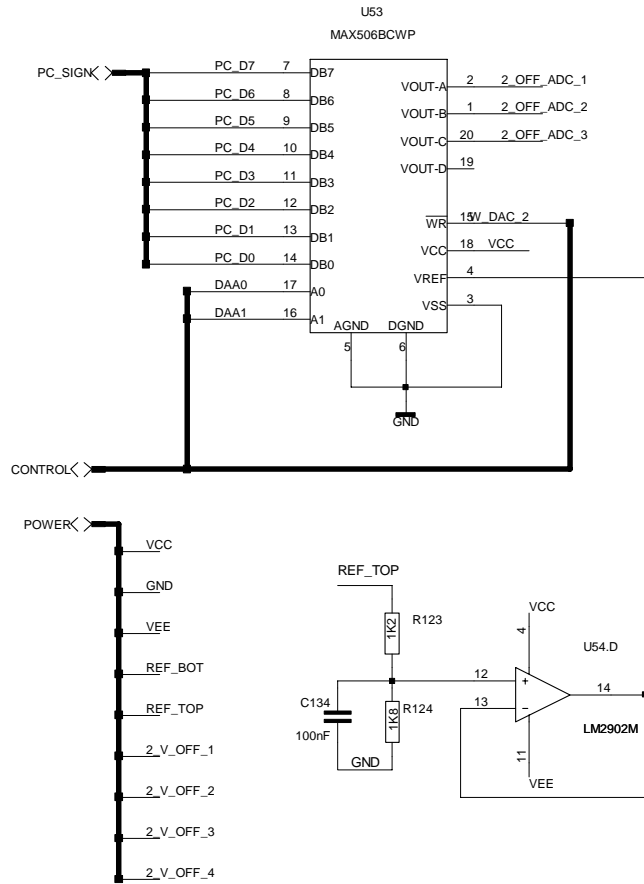 U53
MAX506BCWP
PC_SIGN
PC_D7 7 DB7
PC_D6 8 DB6
PC_D5 9 DB5
PC_D4 10 DB4
PC_D3 11 DB3
PC_D2 12 DB2
PC_D1 13 DB1
PC_D0 14 DB0
DAA0 17 A0
DAA1 16 A1
VOUT-A 2 2_OFF_ADC_1
VOUT-B 1 2_OFF_ADC_2
VOUT-C 20 2_OFF_ADC_3
VOUT-D 19
WR 15 W_DAC_2
VCC 18 VCC
VREF 4
VSS 3
AGND DGND
5 6
GND
CONTROL
POWER
VCC
GND
VEE
REF_BOT
REF_TOP
2_V_OFF_1
2_V_OFF_2
2_V_OFF_3
2_V_OFF_4
REF_TOP
1K2 R123
C134
100nF
1K8 R124
GND
VCC
4
U54.D
12 +
13 −
14
LM2902M
11
VEE